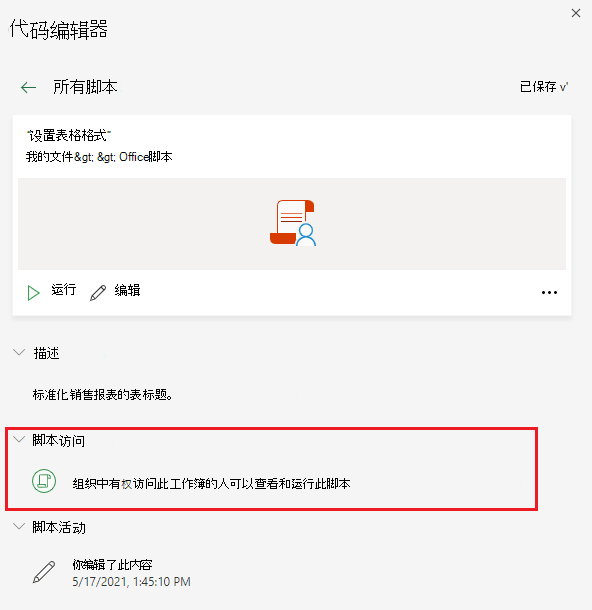 代码编辑器
所有脚本
已保存 √
"设置表格格式"
我的文件&gt; &gt; Office脚本
运行
编辑
描述
标准化销售报表的表标题。
脚本访问
组织中有权访问此工作簿的人可以查看和运行此脚本
脚本活动
你编辑了此内容
5/17/2021, 1:45:10 PM